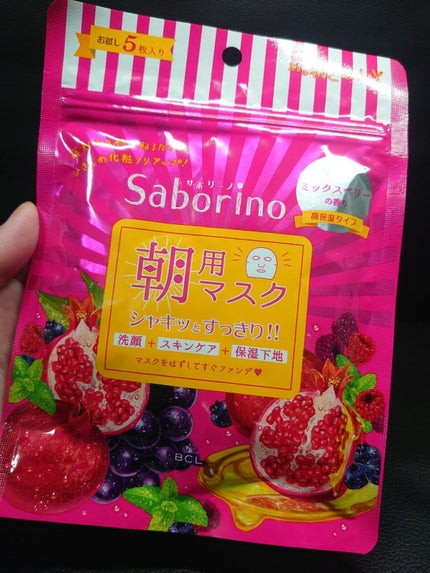 お試し5枚入り
サボリーノ
Saborino
ミックスベリー
の香り
高保湿タイプ
朝用
マスク
シャキッとすっきり!!
洗顔+スキンケア+保湿下地
マスクをはずしてすぐファンデ♥
BCL